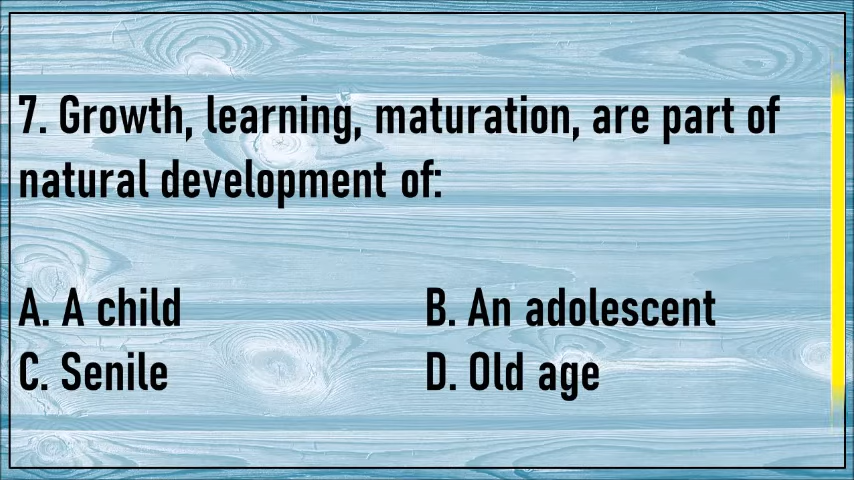 7. Growth, learning, maturation, are part of
natural development of:
A. A child B. An adolescent
C. Senile D. Old age